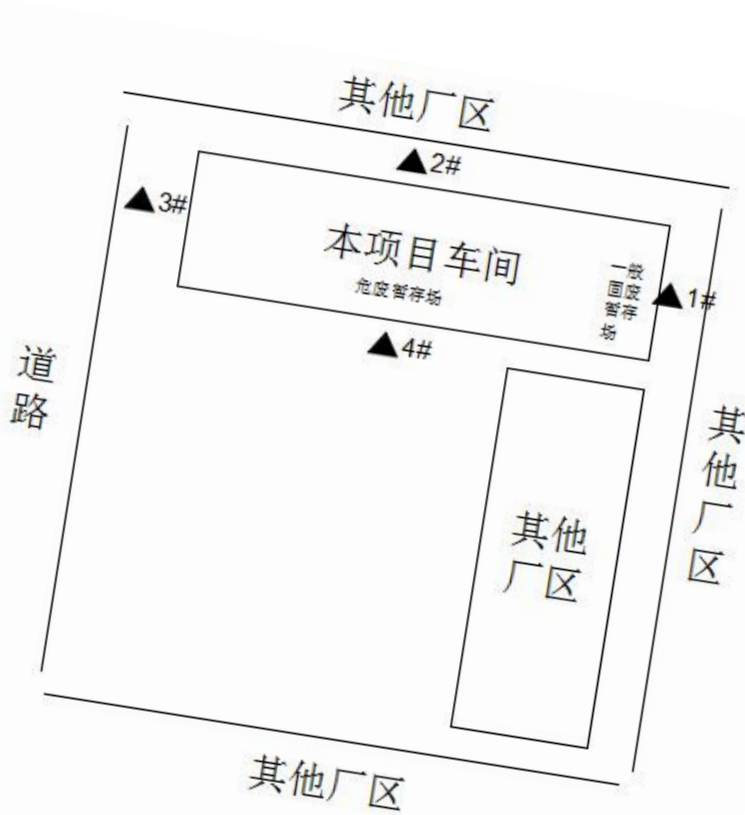 其他厂区
▲2#
▲3#
本项目车间
危废暂存场
一般
固废
暂存
场
▲1#
▲4#
道
路
其
他
厂
区
其他
厂区
其他厂区